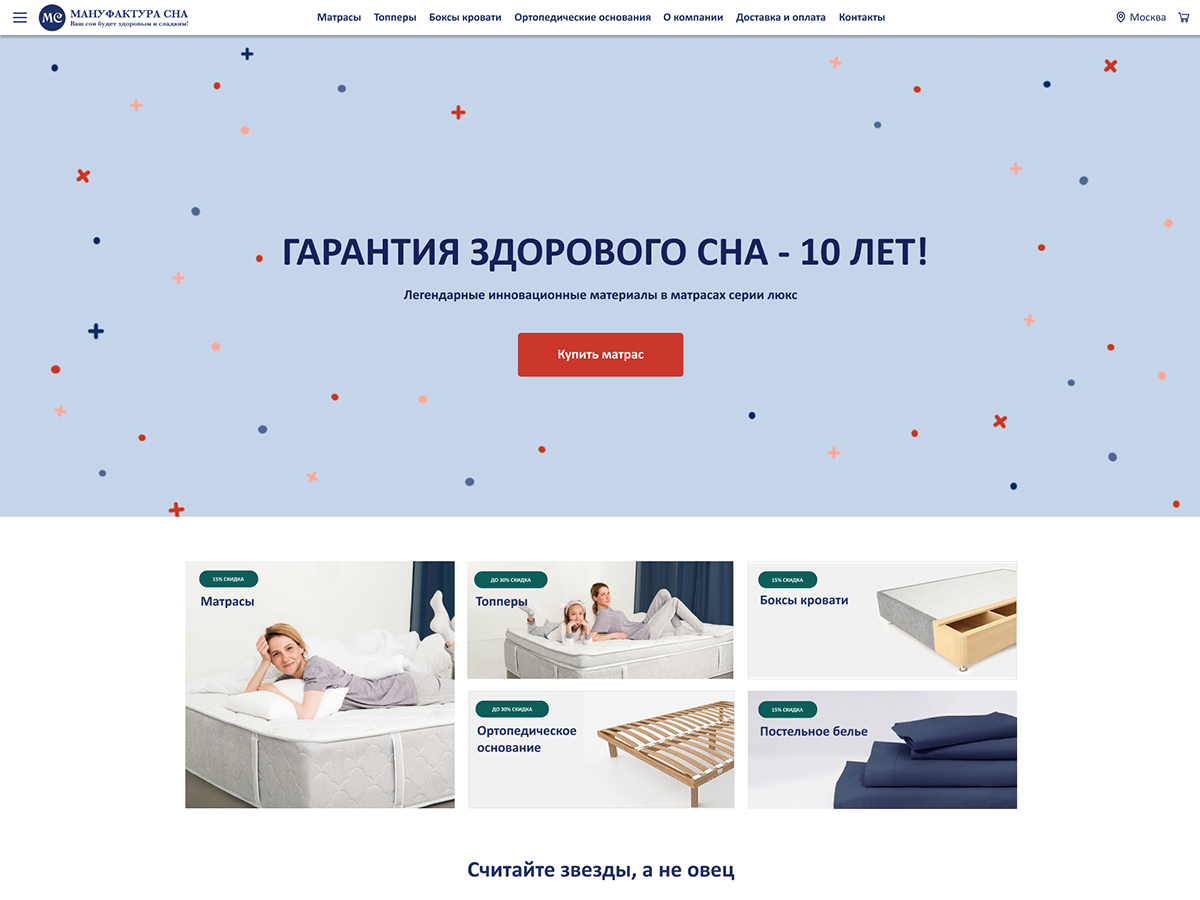 МС
МАНУФАКТУРА СНА
Ваш сон будет здоровым и сладким!
Матрасы
Топперы
Боксы кровати
Ортопедические основания
О компании
Доставка и оплата
Контакты
Москва
ГАРАНТИЯ ЗДОРОВОГО СНА - 10 ЛЕТ!
Легендарные инновационные материалы в матрасах серии люкс
Купить матрас
15% СКИДКА
Матрасы
ДО 30% СКИДКА
Топперы
15% СКИДКА
Боксы кровати
ДО 30% СКИДКА
Ортопедическое
основание
15% СКИДКА
Постельное белье
Считайте звезды, а не овец